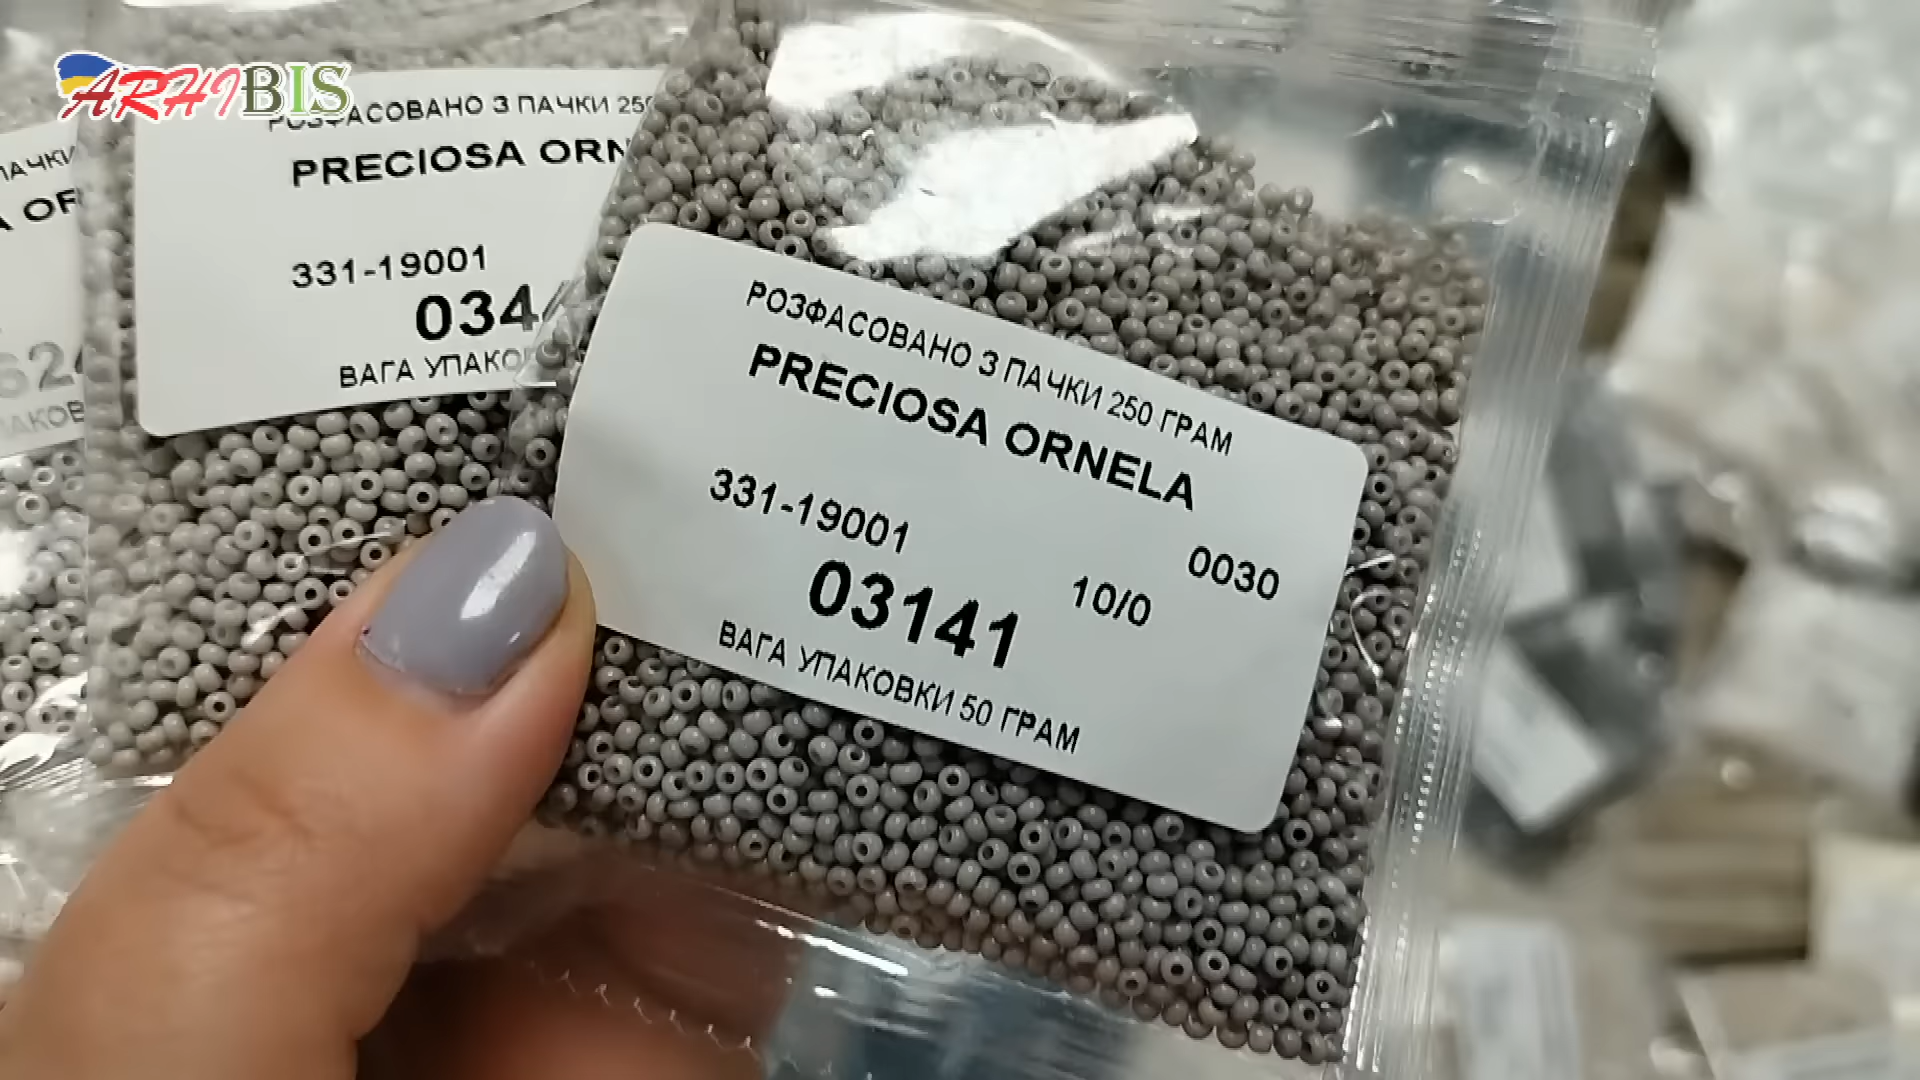 ARHIBIS
ПАЧКИ
РОЗФАСОВАНО З ПАЧКИ 250
PRECIOSA ORN
331-19001
034
ВАГА УПАКО
РОЗФАСОВАНО З ПАЧКИ 250 ГРАМ
PRECIOSA ORNELA
331-19001
0030
03141
10/0
ВАГА УПАКОВКИ 50 ГРАМ